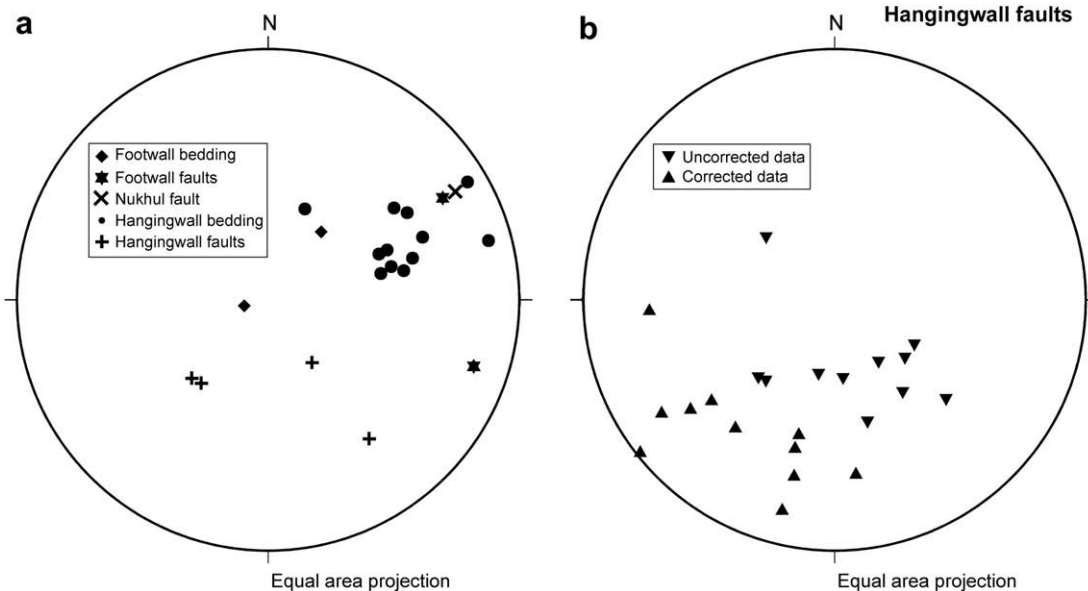 a
N
Footwall bedding
Footwall faults
Nukhul fault
Hangingwall bedding
Hangingwall faults
Equal area projection
b
Hangingwall faults
N
Uncorrected data
Corrected data
Equal area projection